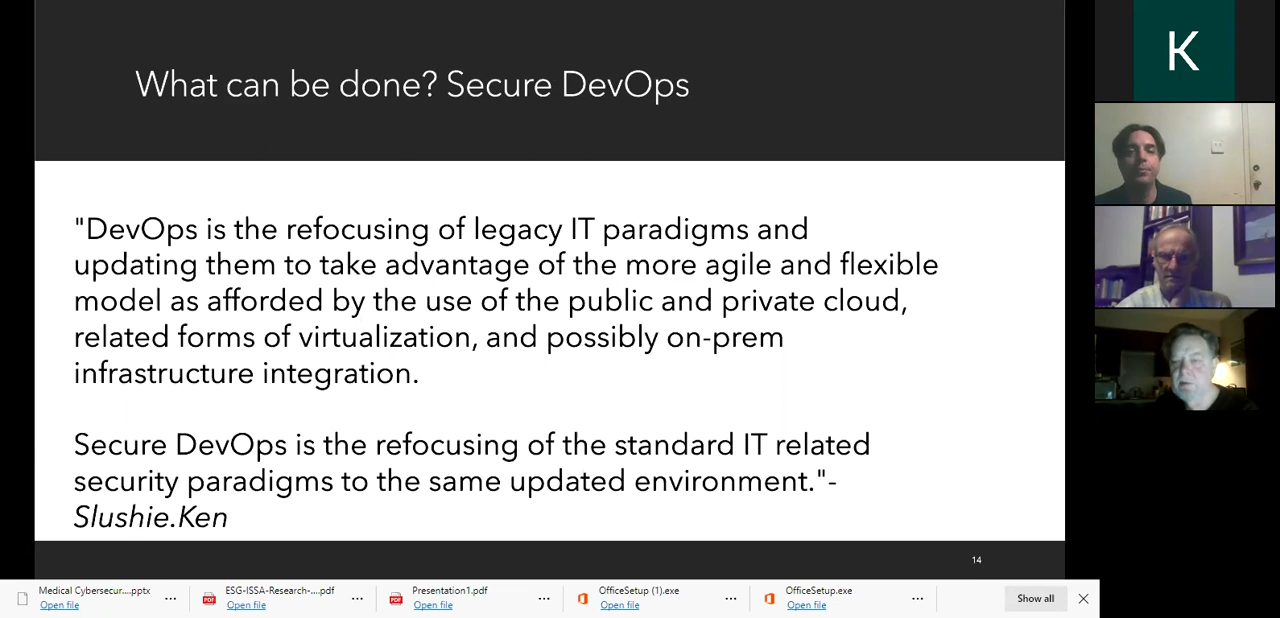 What can be done? Secure DevOps
K
"DevOps is the refocusing of legacy IT paradigms and
updating them to take advantage of the more agile and flexible
model as afforded by the use of the public and private cloud,
related forms of virtualization, and possibly on-prem
infrastructure integration.
Secure DevOps is the refocusing of the standard IT related
security paradigms to the same updated environment."-
Slushie.Ken
14
Medical Cybersecur....pptx
Open file
ESG-ISSA-Research-....pdf
Open file
Presentation1.pdf
Open file
OfficeSetup (1).exe
Open file
OfficeSetup.exe
Open file
Show all